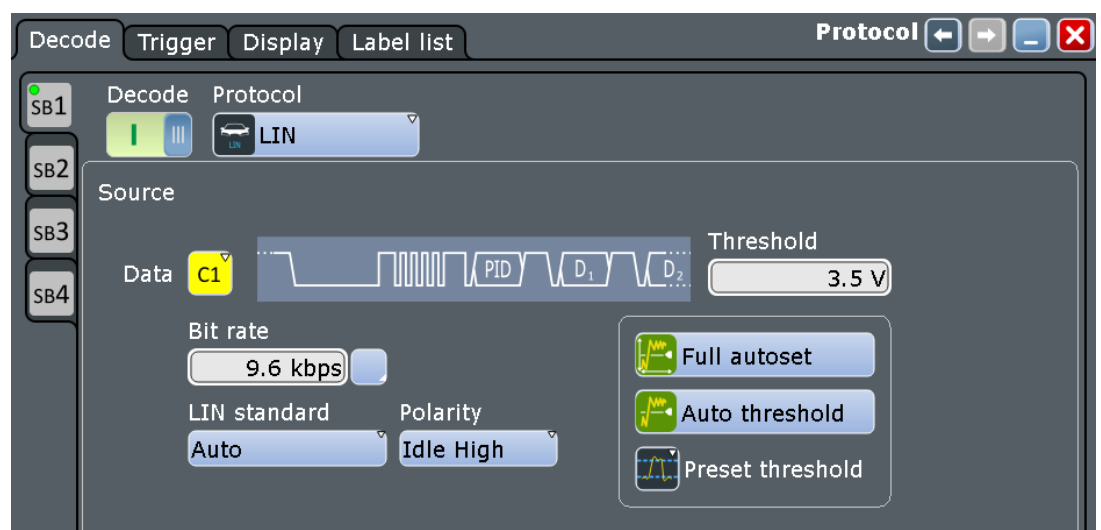 Decode Trigger Display Label list Protocol
SB1 Decode Protocol
LIN LIN
SB2
Source
SB3
Threshold
Data C1 PID D1 D2 3.5 V
SB4
Bit rate
9.6 kbps Full autoset
LIN standard Polarity Auto threshold
Auto Idle High
Preset threshold